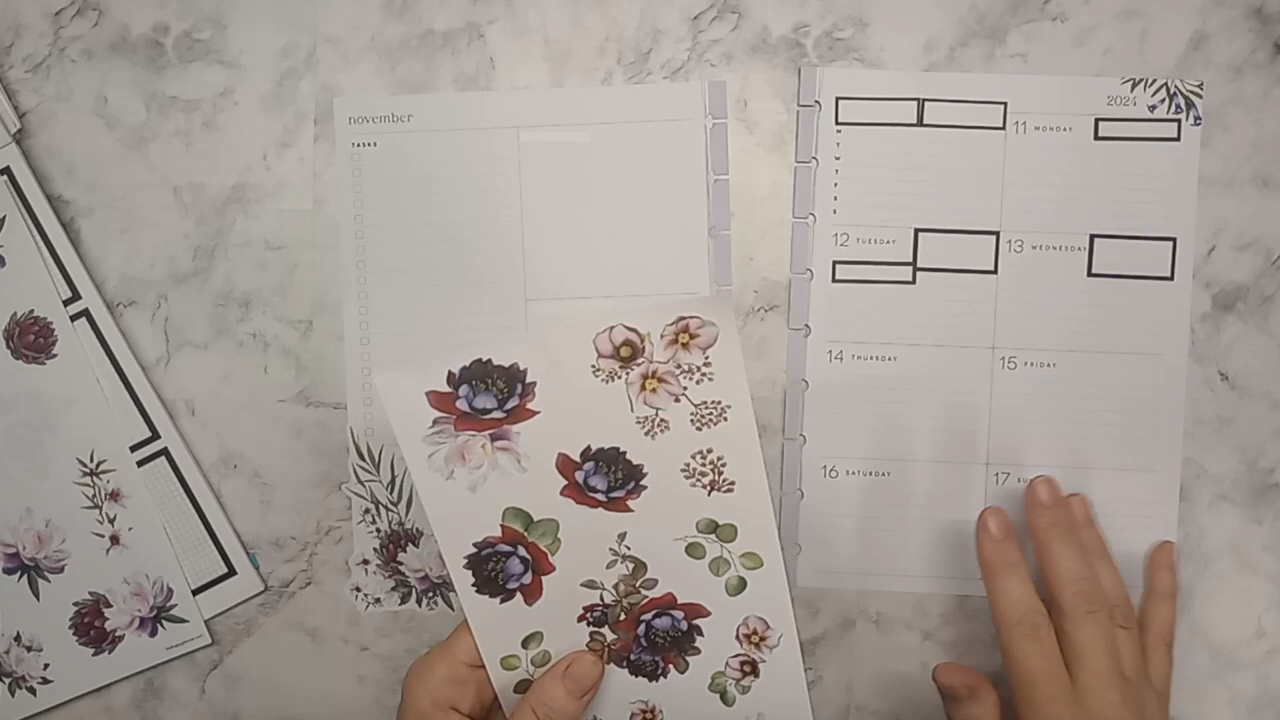 november
TASKS
2024
11 MONDAY
M
T
W
T
F
S
S
12 TUESDAY
13 WEDNESDAY
14 THURSDAY
15 FRIDAY
16 SATURDAY
17